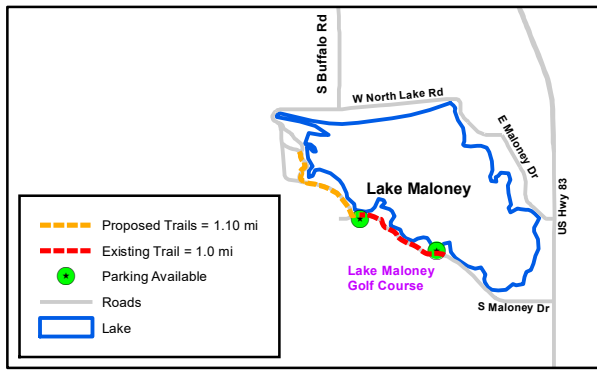 S Buffalo Rd
W North Lake Rd
E Maloney Dr
Lake Maloney
US Hwy 83
Lake Maloney
Golf Course
S Maloney Dr
Proposed Trails = 1.10 mi
Existing Trail = 1.0 mi
Parking Available
Roads
Lake